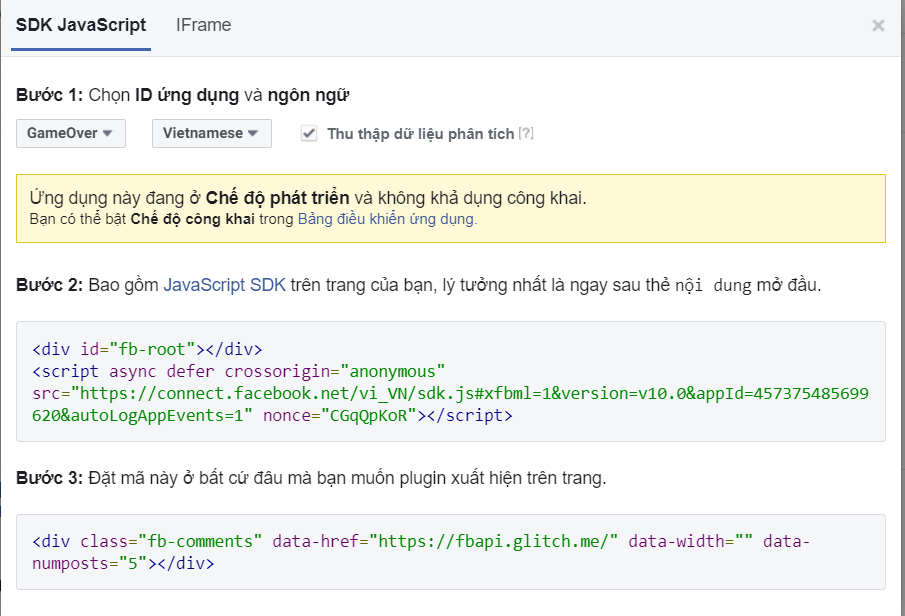 SDK JavaScript IFrame ×
Bước 1: Chọn ID ứng dụng và ngôn ngữ
GameOver Vietnamese Thu thập dữ liệu phân tích [?]
Ứng dụng này đang ở Chế độ phát triển và không khả dụng công khai.
Bạn có thể bật Chế độ công khai trong Bảng điều khiển ứng dụng.
Bước 2: Bao gồm JavaScript SDK trên trang của bạn, lý tưởng nhất là ngay sau thẻ nội dung mở đầu.
<div id="fb-root"></div>
<script async defer crossorigin="anonymous"
src="https://connect.facebook.net/vi_VN/sdk.js#xfbml=1&version=v10.0&appId=457375485699
620&autoLogAppEvents=1" nonce="CGqQpKoR"></script>
Bước 3: Đặt mã này ở bất cứ đâu mà bạn muốn plugin xuất hiện trên trang.
<div class="fb-comments" data-href="https://fbapi.glitch.me/" data-width="" data-
numposts="5"></div>